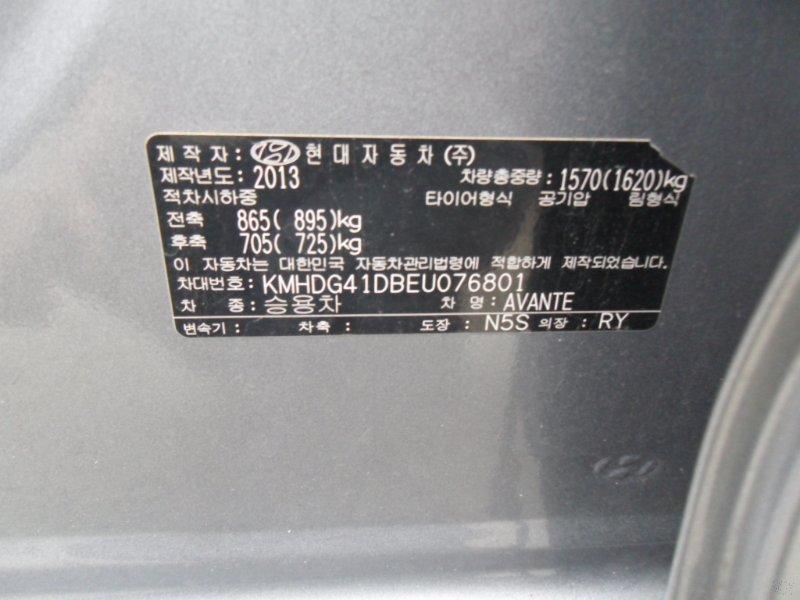 제작자: 현대자동차(주)
제작년도: 2013 차량총중량: 1570(1620)kg
적차시하중 타이어형식 공기압 림형식
전축 865( 895)kg
후축 705( 725)kg
이 자동차는 대한민국 자동차관리법령에 적합하게 제작되었습니다.
차대번호: KMHDG41DBEU076801
차 종: 승용차 차 명: AVANTE
변속기: 차축: 도장: N5S 의장: RY